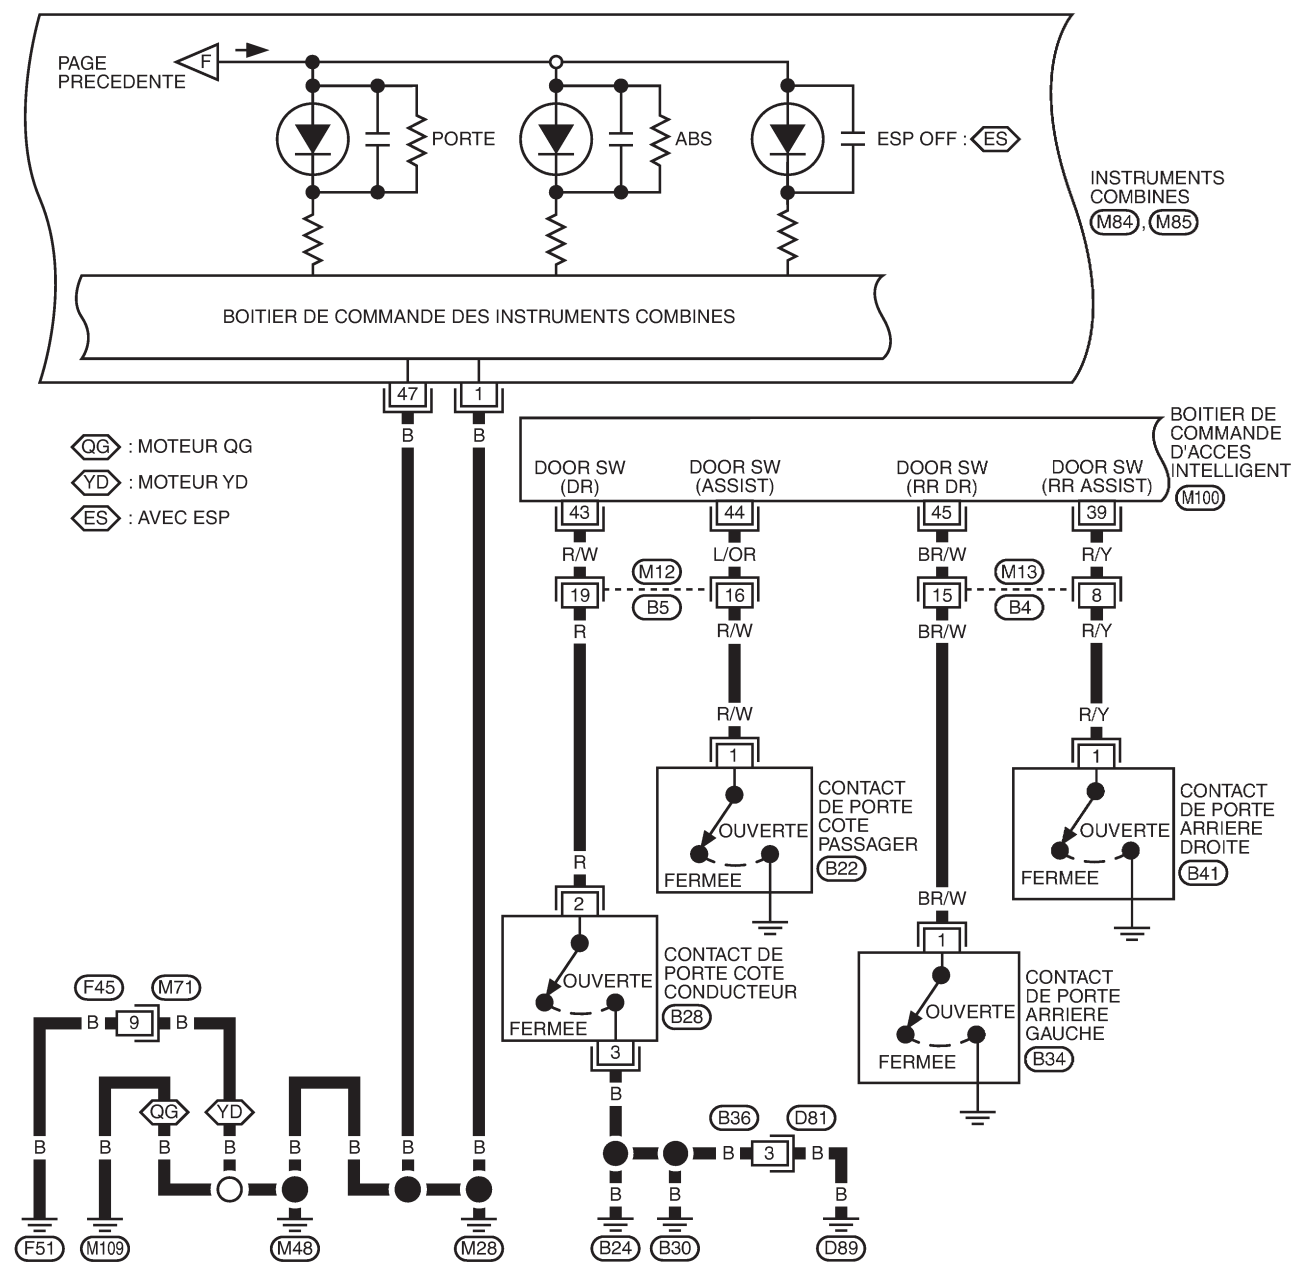 PAGE
PRECEDENTE
F
PORTE
ABS
ESP OFF : ES
INSTRUMENTS
COMBINES
M84 , M85
BOITIER DE COMMANDE DES INSTRUMENTS COMBINES
47 1
B B
QG : MOTEUR QG
YD : MOTEUR YD
ES : AVEC ESP
BOITIER DE
COMMANDE
D'ACCES
INTELLIGENT
M100
DOOR SW
(DR)
DOOR SW
(ASSIST)
DOOR SW
(RR DR)
DOOR SW
(RR ASSIST)
43 44 45 39
R/W L/OR BR/W R/Y
M12 M13
19 16 15 8
B5 B4
R R/W BR/W R/Y
R/W R/Y
1 1
OUVERTE
FERMEE
CONTACT
DE PORTE
COTE
PASSAGER
B22
OUVERTE
FERMEE
CONTACT
DE PORTE
ARRIERE
DROITE
B41
R BR/W
2 1
OUVERTE
FERMEE
CONTACT DE
PORTE COTE
CONDUCTEUR
B28
3
OUVERTE
FERMEE
CONTACT
DE PORTE
ARRIERE
GAUCHE
B34
F45 M71
B 9 B
QG YD
B B B B B B B B
B
B36 D81
B 3 B
B B B
F51 M109 M48 M28 B24 B30 D89